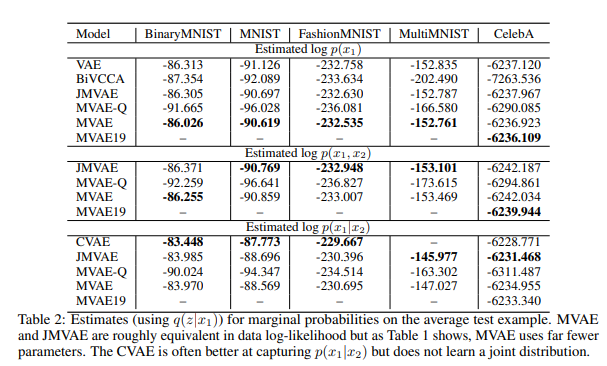 Model BinaryMNIST MNIST FashionMNIST MultiMNIST CelebA
Estimated log p(x₁)
VAE -86.313 -91.126 -232.758 -152.835 -6237.120
BiVCCA -87.354 -92.089 -233.634 -202.490 -7263.536
JMVAE -86.305 -90.697 -232.630 -152.787 -6237.967
MVAE-Q -91.665 -96.028 -236.081 -166.580 -6290.085
MVAE -86.026 -90.619 -232.535 -152.761 -6236.923
MVAE19 – – – – -6236.109
Estimated log p(x₁, x₂)
JMVAE -86.371 -90.769 -232.948 -153.101 -6242.187
MVAE-Q -92.259 -96.641 -236.827 -173.615 -6294.861
MVAE -86.255 -90.859 -233.007 -153.469 -6242.034
MVAE19 – – – – -6239.944
Estimated log p(x₁|x₂)
CVAE -83.448 -87.773 -229.667 – -6228.771
JMVAE -83.985 -88.696 -230.396 -145.977 -6231.468
MVAE-Q -90.024 -94.347 -234.514 -163.302 -6311.487
MVAE -83.970 -88.569 -230.695 -147.027 -6234.955
MVAE19 – – – – -6233.340
Table 2: Estimates (using q(z|x₁)) for marginal probabilities on the average test example. MVAE
and JMVAE are roughly equivalent in data log-likelihood but as Table 1 shows, MVAE uses far fewer
parameters. The CVAE is often better at capturing p(x₁|x₂) but does not learn a joint distribution.